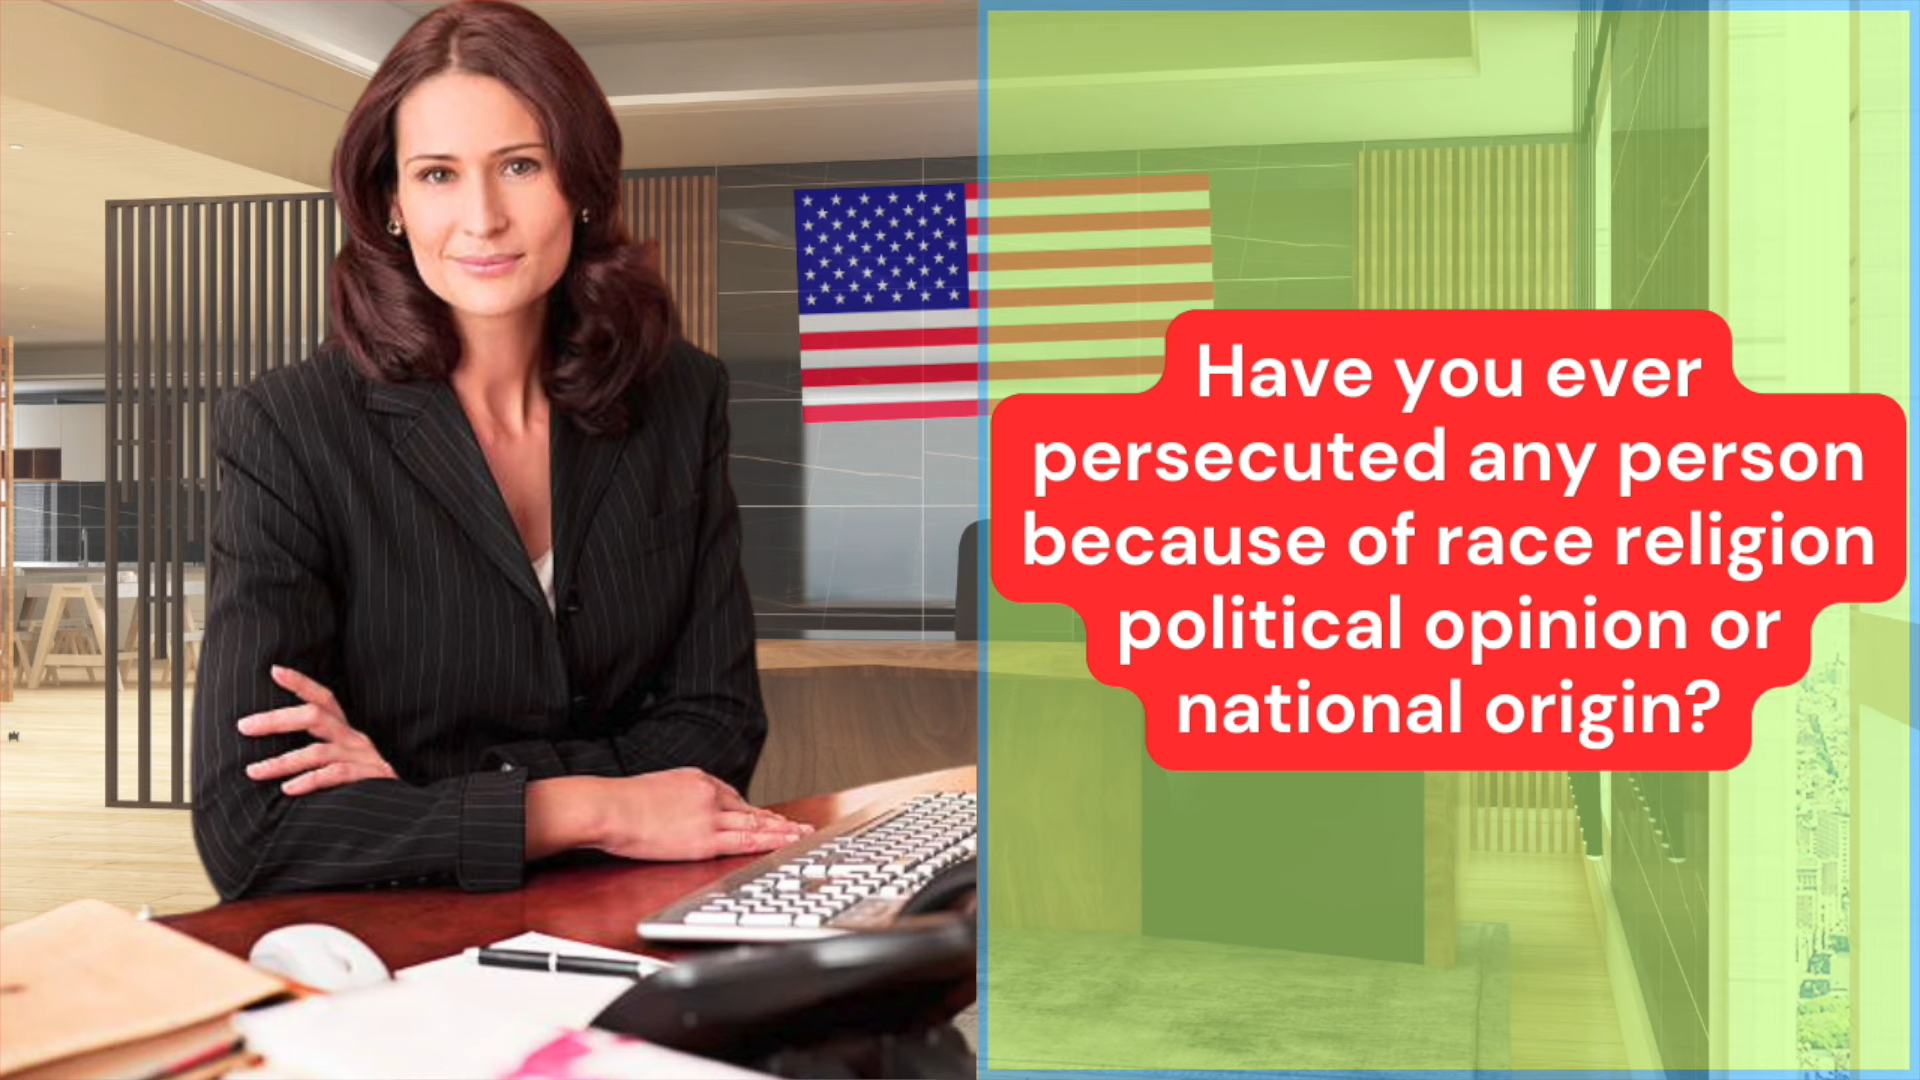 Have you ever
persecuted any person
because of race religion
political opinion or
national origin?